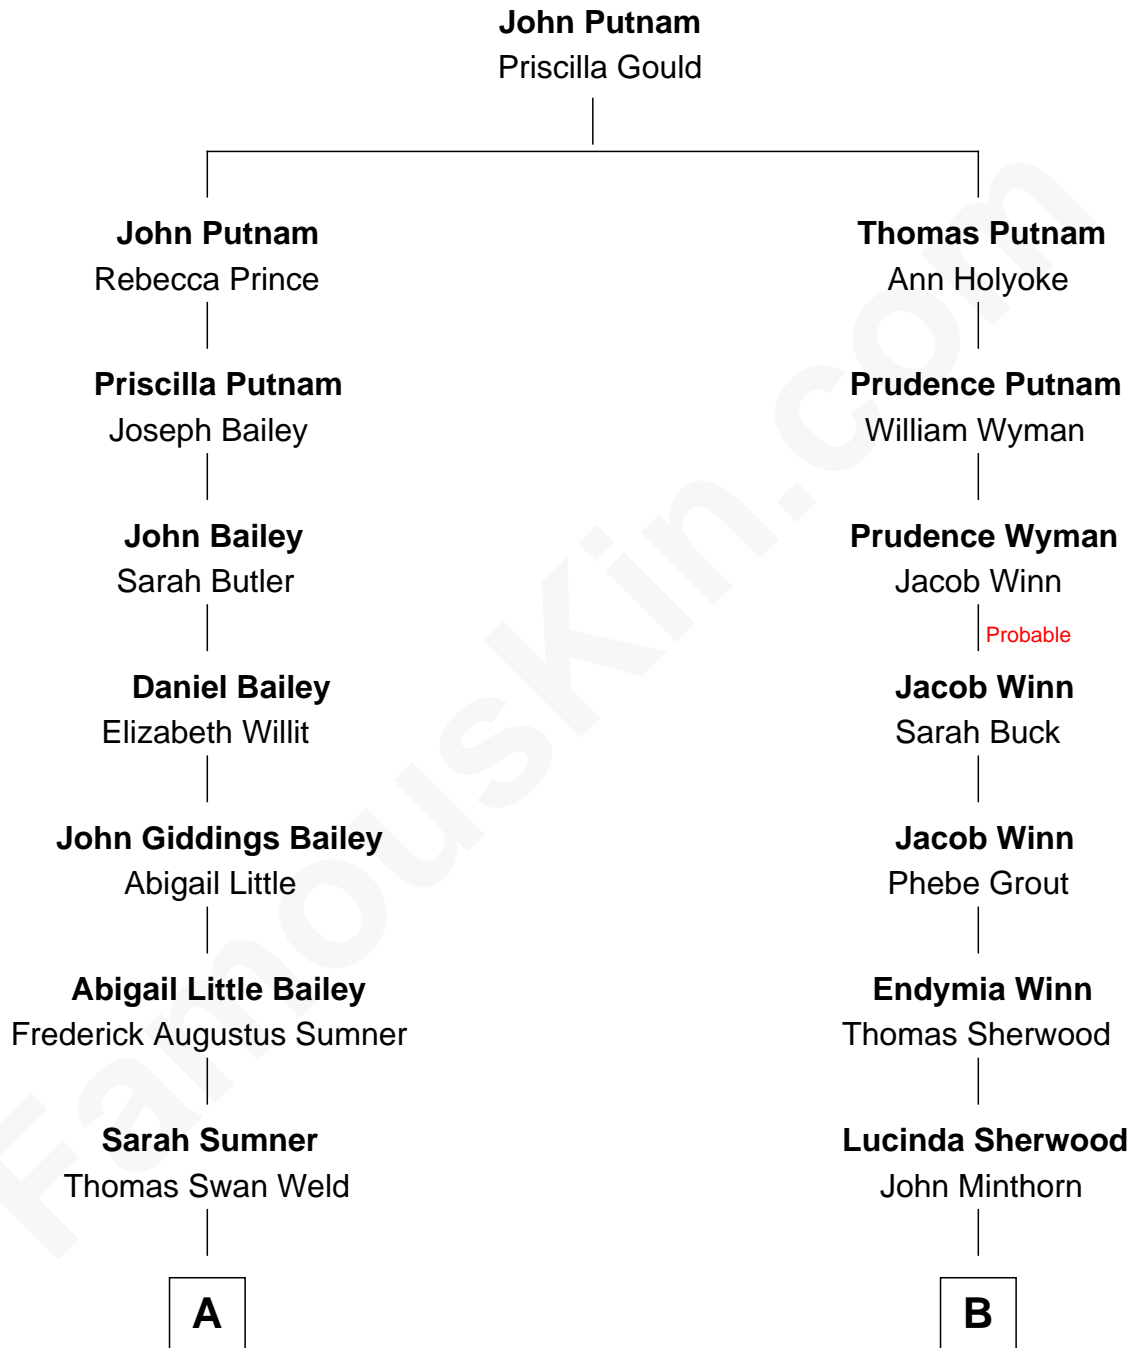 John Putnam
Priscilla Gould
John Putnam
Rebecca Prince
Thomas Putnam
Ann Holyoke
Priscilla Putnam
Joseph Bailey
Prudence Putnam
William Wyman
John Bailey
Sarah Butler
Prudence Wyman
Jacob Winn
Probable
Daniel Bailey
Elizabeth Willit
Jacob Winn
Sarah Buck
John Giddings Bailey
Abigail Little
Jacob Winn
Phebe Grout
Abigail Little Bailey
Frederick Augustus Sumner
Endymia Winn
Thomas Sherwood
Sarah Sumner
Thomas Swan Weld
Lucinda Sherwood
John Minthorn
A
B
FamousKin.com